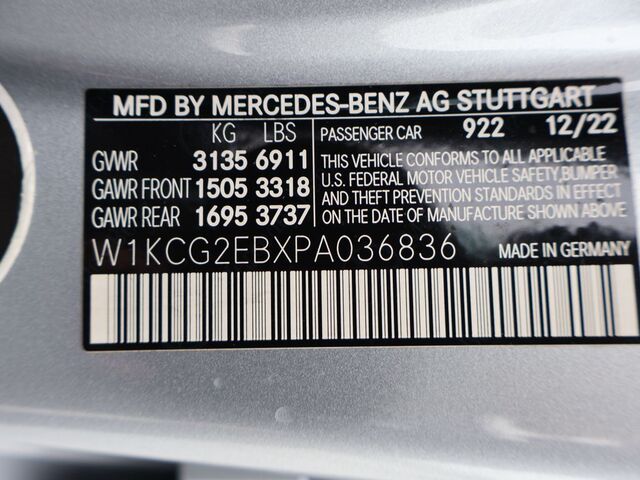 MFD BY MERCEDES-BENZ AG STUTTGART
KG LBS PASSENGER CAR 922 12/22
GVWR 3135 6911
GAWR FRONT 1505 3318
GAWR REAR 1695 3737
THIS VEHICLE CONFORMS TO ALL APPLICABLE
U.S. FEDERAL MOTOR VEHICLE SAFETY, BUMPER
AND THEFT PREVENTION STANDARDS IN EFFECT
ON THE DATE OF MANUFACTURE SHOWN ABOVE.
W1KCG2EBXPA036836 MADE IN GERMANY